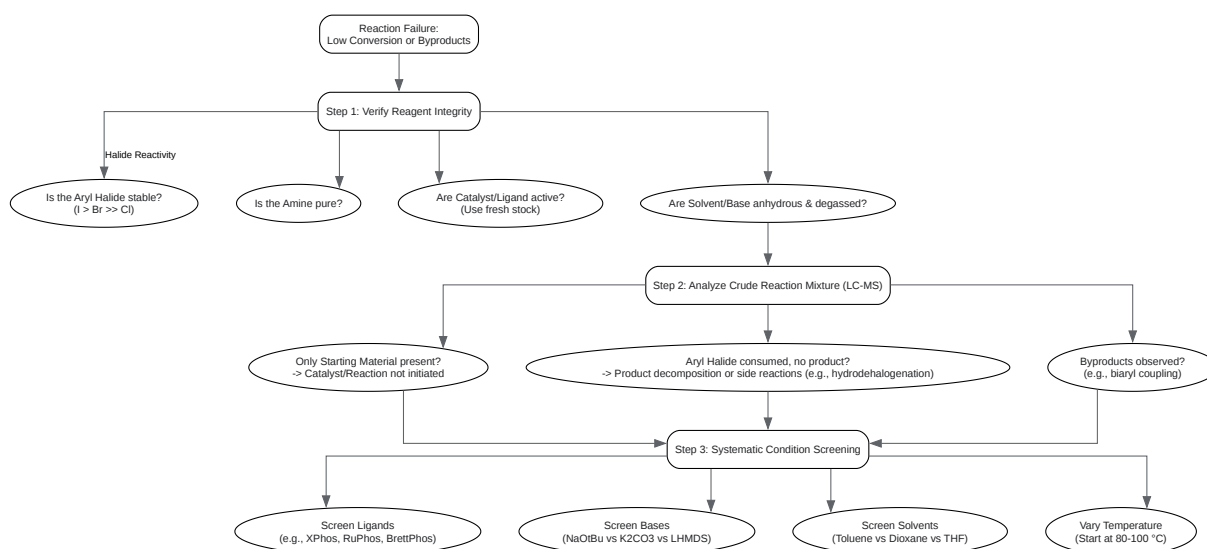 Reaction Failure:
Low Conversion or Byproducts
Step 1: Verify Reagent Integrity
Halide Reactivity
Is the Aryl Halide stable?
(I > Br >> Cl)
Is the Amine pure?
Are Catalyst/Ligand active?
(Use fresh stock)
Are Solvent/Base anhydrous & degassed?
Step 2: Analyze Crude Reaction Mixture (LC-MS)
Only Starting Material present?
-> Catalyst/Reaction not initiated
Aryl Halide consumed, no product?
-> Product decomposition or side reactions (e.g., hydrodehalogenation)
Byproducts observed?
(e.g., biaryl coupling)
Step 3: Systematic Condition Screening
Screen Ligands
(e.g., XPhos, RuPhos, BrettPhos)
Screen Bases
(NaOtBu vs K2CO3 vs LHMDS)
Screen Solvents
(Toluene vs Dioxane vs THF)
Vary Temperature
(Start at 80-100 °C)